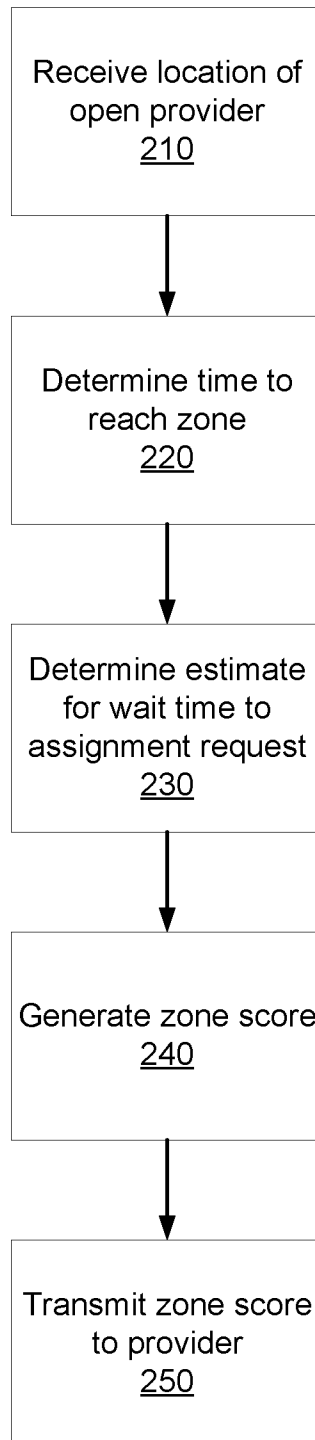 Receive location of
open provider
210
Determine time to
reach zone
220
Determine estimate
for wait time to
assignment request
230
Generate zone score
240
Transmit zone score
to provider
250